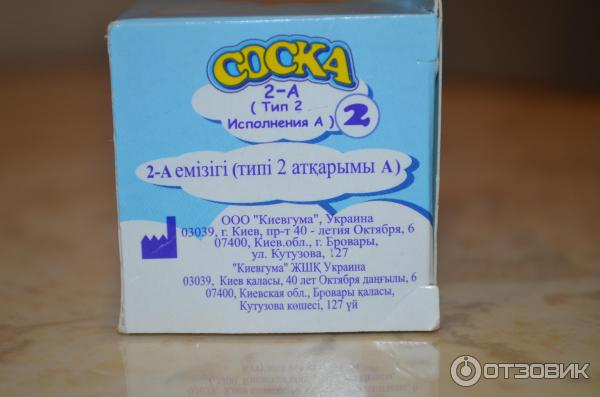 СОСКА
2-А
( Тип 2
Исполнения А )
2
2-А емізігі (типі 2 атқарымы А)
ООО "Киевгума", Украина
03039, г. Киев, пр-т 40 - летия Октября, 6
07400, Киев.обл., г. Бровары,
ул. Кутузова, 127
"Киевгума" ЖШҚ Украина
03039, Киев қаласы, 40 лет Октября даңғылы, 6
07400, Киевская обл., Бровары қаласы,
Кутузова көшесі, 127 үй
ОТЗОВИК